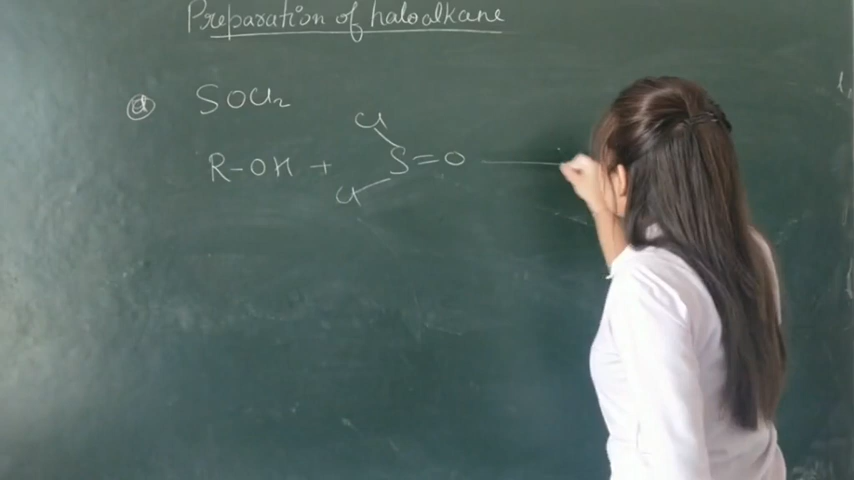 Preparation of haloalkane
ⓓ SOCl2
Cl
R-OH + S=O
Cl